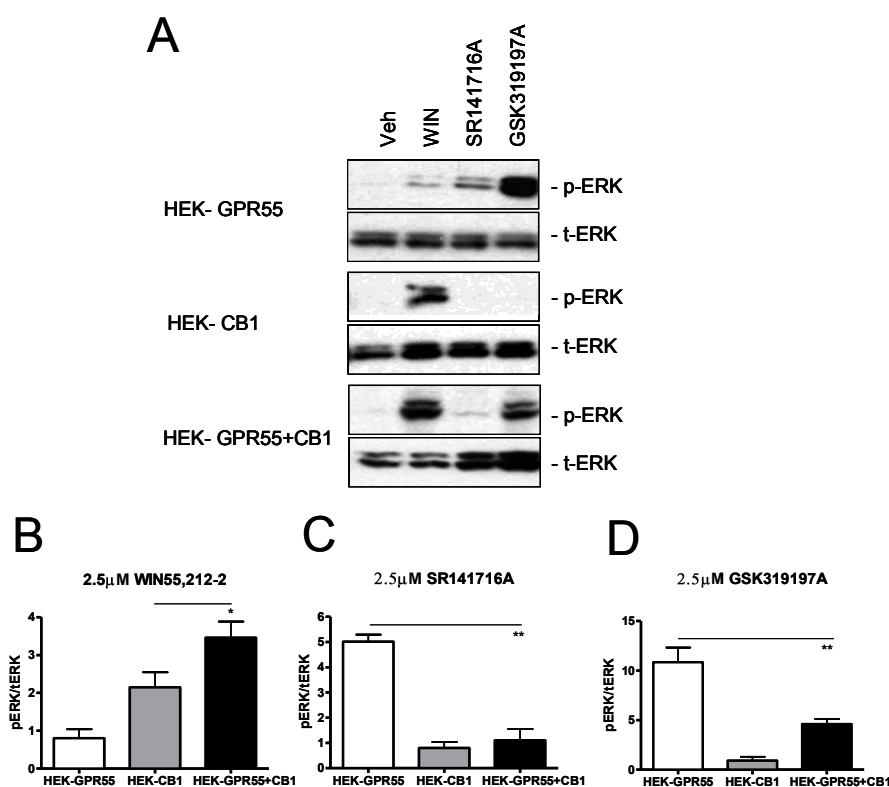 A
Veh
WIN
SR141716A
GSK319197A
HEK- GPR55
- p-ERK
- t-ERK
HEK- CB1
- p-ERK
- t-ERK
HEK- GPR55+CB1
- p-ERK
- t-ERK
B
2.5μM WIN55,212-2
pERK/tERK
4
3
2
1
0
*
HEK-GPR55 HEK-CB1 HEK-GPR55+CB1
C
2.5μM SR141716A
pERK/tERK
6
5
4
3
2
1
0
**
HEK-GPR55 HEK-CB1 HEK-GPR55+CB1
D
2.5μM GSK319197A
pERK/tERK
15
10
5
0
**
HEK-GPR55 HEK-CB1 HEK-GPR55+CB1